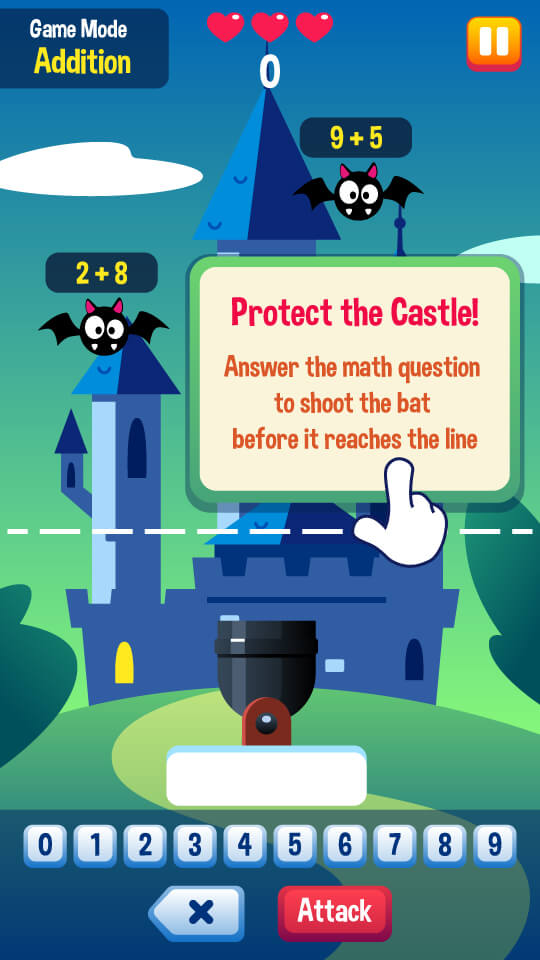 Game Mode
Addition
0
9 + 5
2 + 8
Protect the Castle!
Answer the math question
to shoot the bat
before it reaches the line
0 1 2 3 4 5 6 7 8 9
Attack